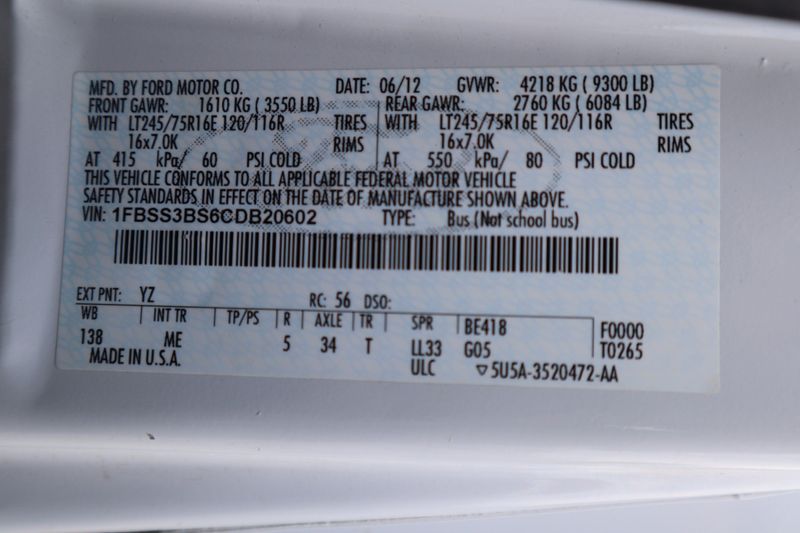 MFD. BY FORD MOTOR CO. DATE: 06/12 GVWR: 4218 KG ( 9300 LB)
FRONT GAWR: 1610 KG ( 3550 LB) REAR GAWR: 2760 KG ( 6084 LB)
WITH LT245/75R16E 120/116R TIRES WITH LT245/75R16E 120/116R TIRES
16x7.0K RIMS 16x7.0K RIMS
AT 415 kPa/ 60 PSI COLD AT 550 kPa/ 80 PSI COLD
THIS VEHICLE CONFORMS TO ALL APPLICABLE FEDERAL MOTOR VEHICLE
SAFETY STANDARDS IN EFFECT ON THE DATE OF MANUFACTURE SHOWN ABOVE.
VIN: 1FBSS3BS6CDB20602 TYPE: Bus (Not school bus)
EXT PNT: YZ RC: 56 DSO:
WB INT TR TP/PS R AXLE TR SPR BE418 F0000
138 ME 5 34 T LL33 G05 T0265
MADE IN U.S.A. ULC ▽5U5A-3520472-AA